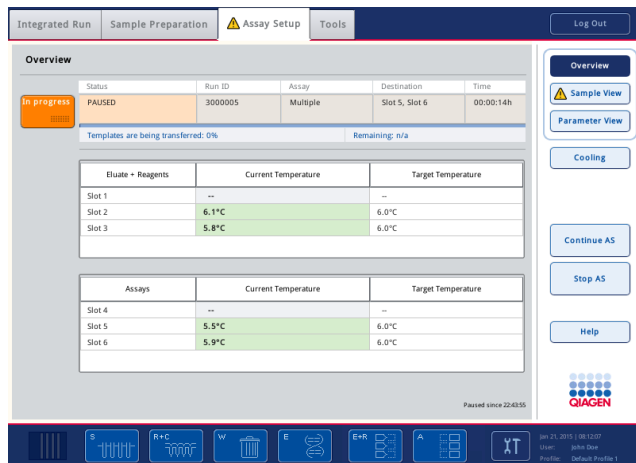 Integrated Run Sample Preparation Assay Setup Tools Log Out
Overview
Overview
Status Run ID Assay Destination Time
In progress PAUSED 3000005 Multiple Slot 5, Slot 6 00:00:14h
Sample View
Parameter View
Templates are being transferred: 0% Remaining: n/a
Cooling
Eluate + Reagents Current Temperature Target Temperature
Slot 1 -- --
Slot 2 6.1°C 6.0°C
Slot 3 5.8°C 6.0°C
Continue AS
Stop AS
Assays Current Temperature Target Temperature
Slot 4 -- --
Slot 5 5.5°C 6.0°C
Slot 6 5.9°C 6.0°C
Help
Paused since 22:43:55
QIAGEN
S R+C W E E+R A
Jan 21, 2015 | 08:12:07
User: John Doe
Profile: Default Profile 1